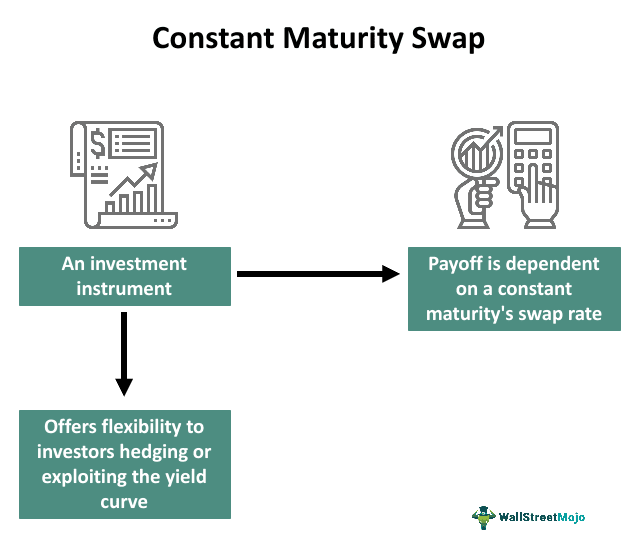 Constant Maturity Swap
$
An investment
instrument
Payoff is dependent
on a constant
maturity's swap rate
Offers flexibility to
investors hedging or
exploiting the yield
curve
WallStreetMojo